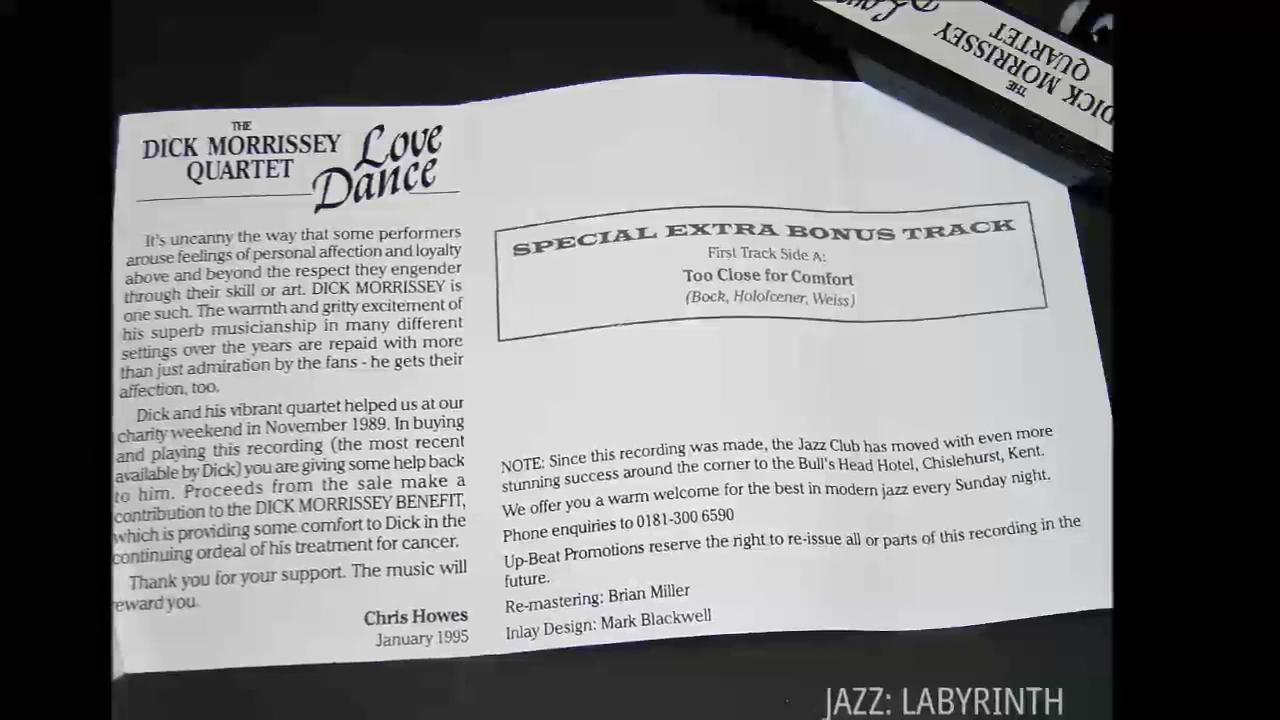 THE
DICK MORRISSEY
QUARTET
Love
Dance
It's uncanny the way that some performers
arouse feelings of personal affection and loyalty
above and beyond the respect they engender
through their skill or art. DICK MORRISSEY is
one such. The warmth and gritty excitement of
his superb musicianship in many different
settings over the years are repaid with more
than just admiration by the fans - he gets their
affection, too.
Dick and his vibrant quartet helped us at our
charity weekend in November 1989. In buying
and playing this recording (the most recent
available by Dick) you are giving some help back
to him. Proceeds from the sale make a
contribution to the DICK MORRISSEY BENEFIT,
which is providing some comfort to Dick in the
continuing ordeal of his treatment for cancer.
Thank you for your support. The music will
eward you.
Chris Howes
January 1995
SPECIAL EXTRA BONUS TRACK
First Track Side A:
Too Close for Comfort
(Bock, Holofcener, Weiss)
NOTE: Since this recording was made, the Jazz Club has moved with even more
stunning success around the corner to the Bull's Head Hotel, Chislehurst, Kent.
We offer you a warm welcome for the best in modern jazz every Sunday night.
Phone enquiries to 0181-300 6590
Up-Beat Promotions reserve the right to re-issue all or parts of this recording in the
future.
Re-mastering: Brian Miller
Inlay Design: Mark Blackwell
THE
DICK MORRISSEY
QUARTET
JAZZ: LABYRINTH